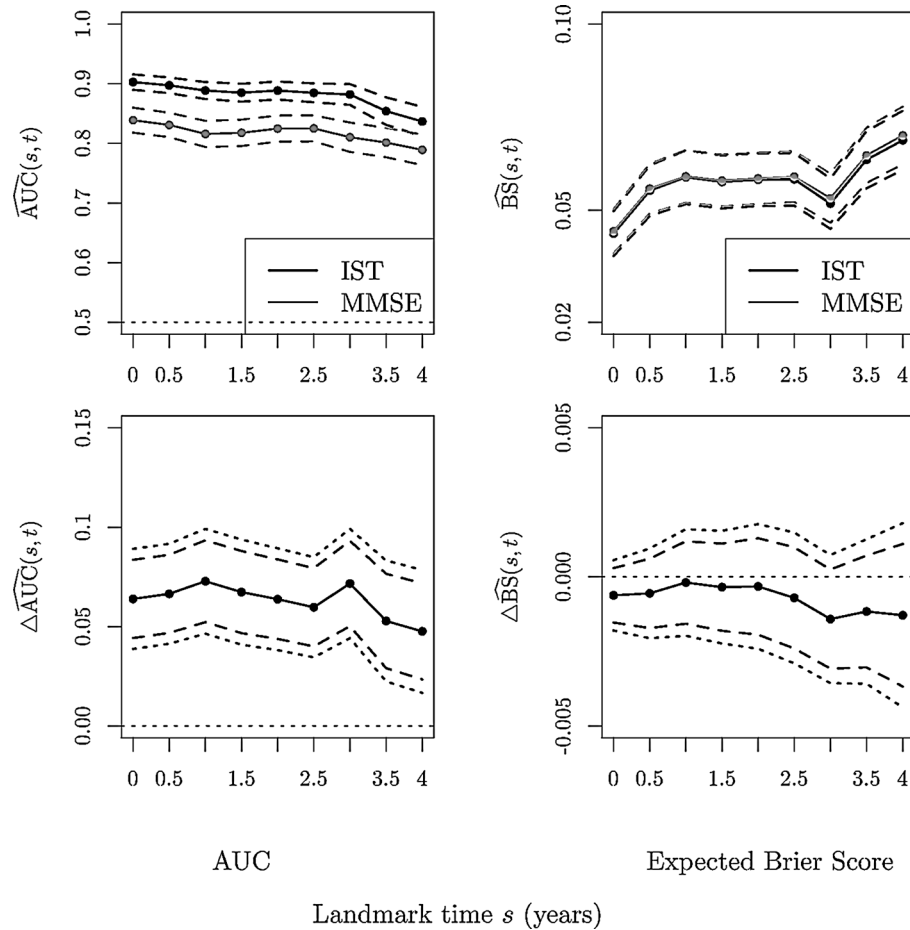 AUC(s, t)
1.0
0.9
0.8
0.7
0.6
0.5
IST
MMSE
0 0.5 1.5 2.5 3.5 4
BS(s, t)
0.10
0.05
0.02
IST
MMSE
0 0.5 1.5 2.5 3.5 4
△AUC(s, t)
0.15
0.1
0.05
0.00
0 0.5 1.5 2.5 3.5 4
△BS(s, t)
0.005
0.000
-0.005
0 0.5 1.5 2.5 3.5 4
AUC
Expected Brier Score
Landmark time s (years)